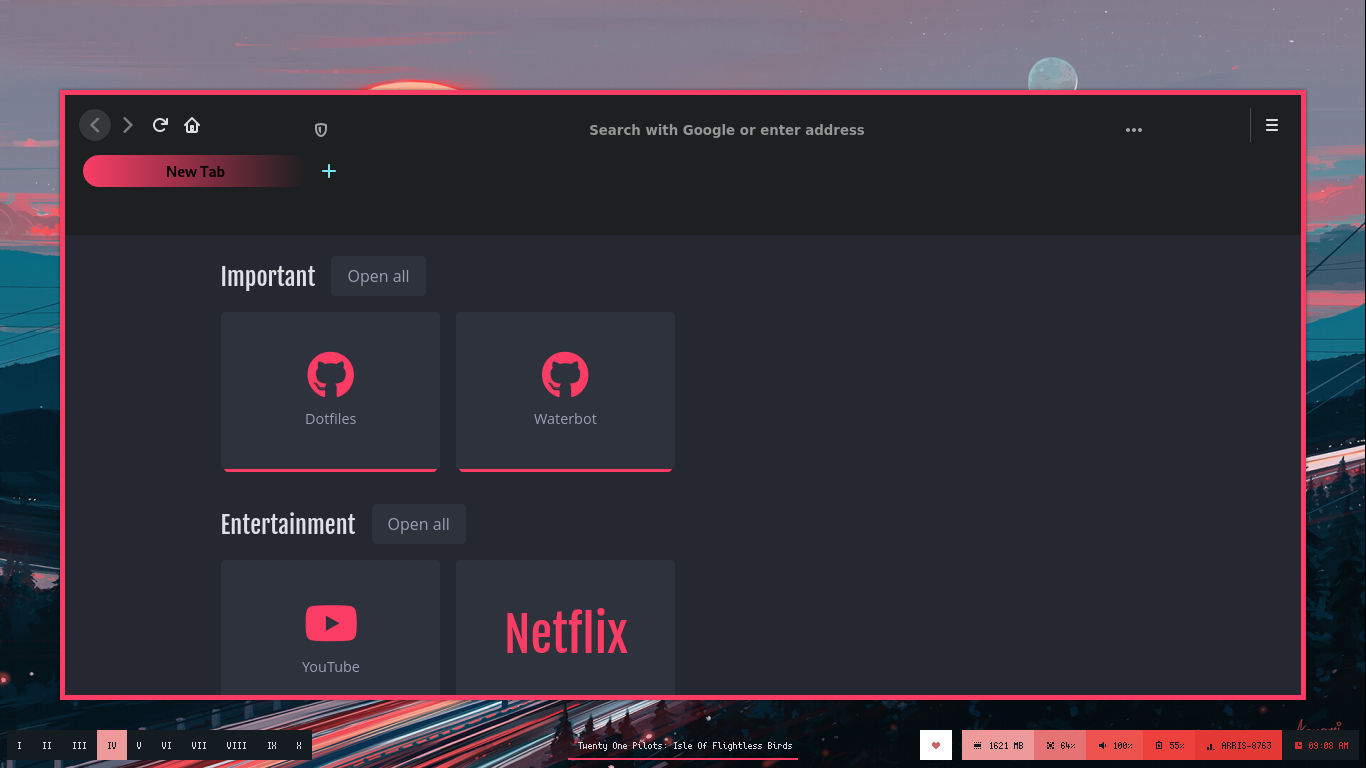 Search with Google or enter address
New Tab
Important
Open all
Dotfiles
Waterbot
Entertainment
Open all
YouTube
Netflix
I II III IV V VI VII VIII IX X
Twenty One Pilots: Isle Of Flightless Birds
1621 MB
64%
100%
55%
ARRIS-8763
09:08 AM